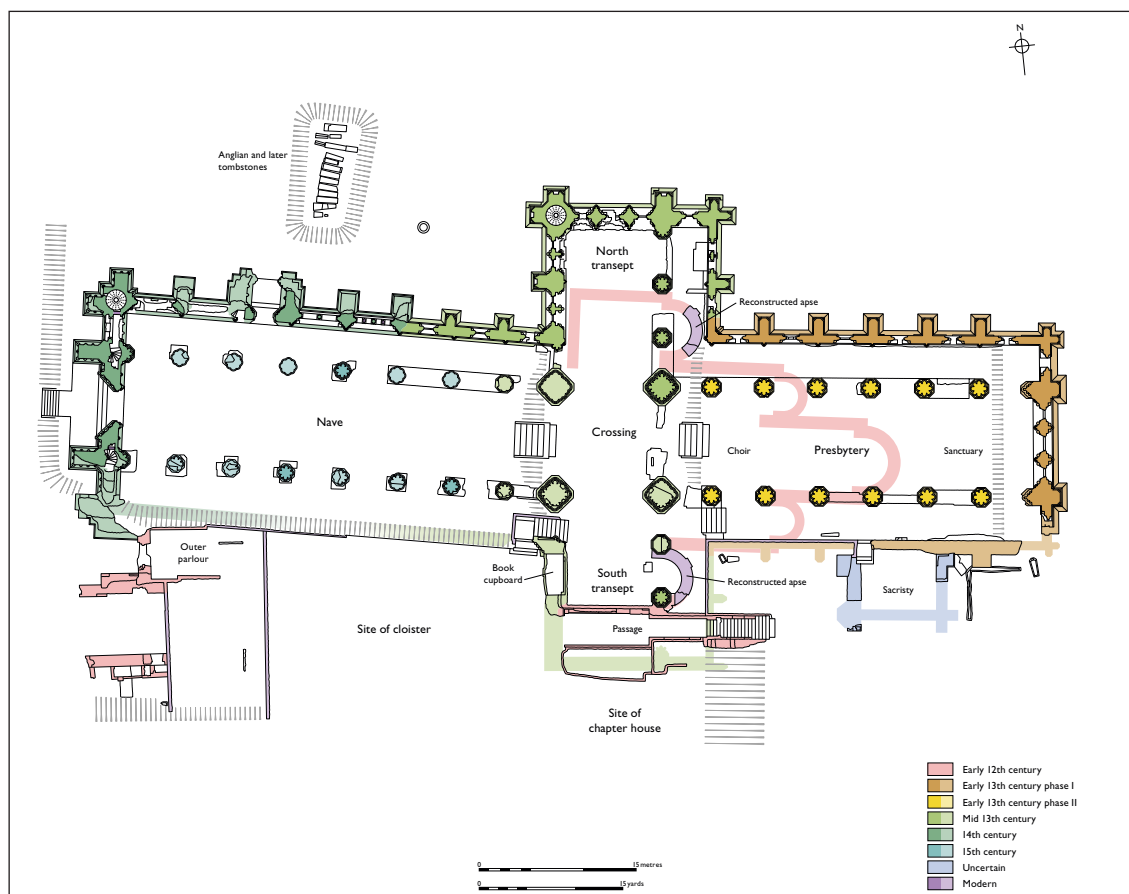 N
Anglian and later
tombstones
North
transept
Reconstructed apse
Nave
Crossing
Choir
Presbytery
Sanctuary
Outer
parlour
Book
cupboard
South
transept
Reconstructed apse
Sacristy
Site of cloister
Passage
Site of
chapter house
Early 12th century
Early 13th century phase I
Early 13th century phase II
Mid 13th century
14th century
15th century
Uncertain
Modern
0 15 metres
0 15 yards